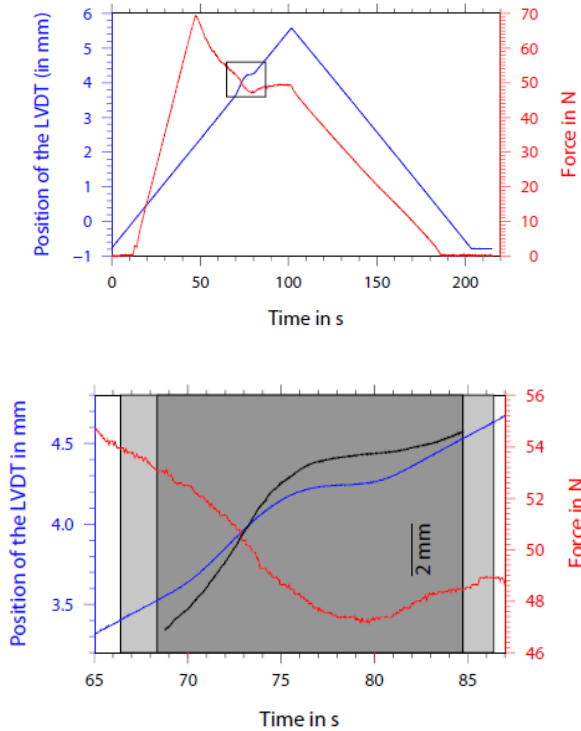 Position of the LVDT (in mm)
6
5
4
3
2
1
0
−1
70
60
50
40
30
20
10
0
Force in N
0 50 100 150 200
Time in s
Position of the LVDT in mm
4.5
4.0
3.5
2 mm
56
54
52
50
48
46
Force in N
65 70 75 80 85
Time in s